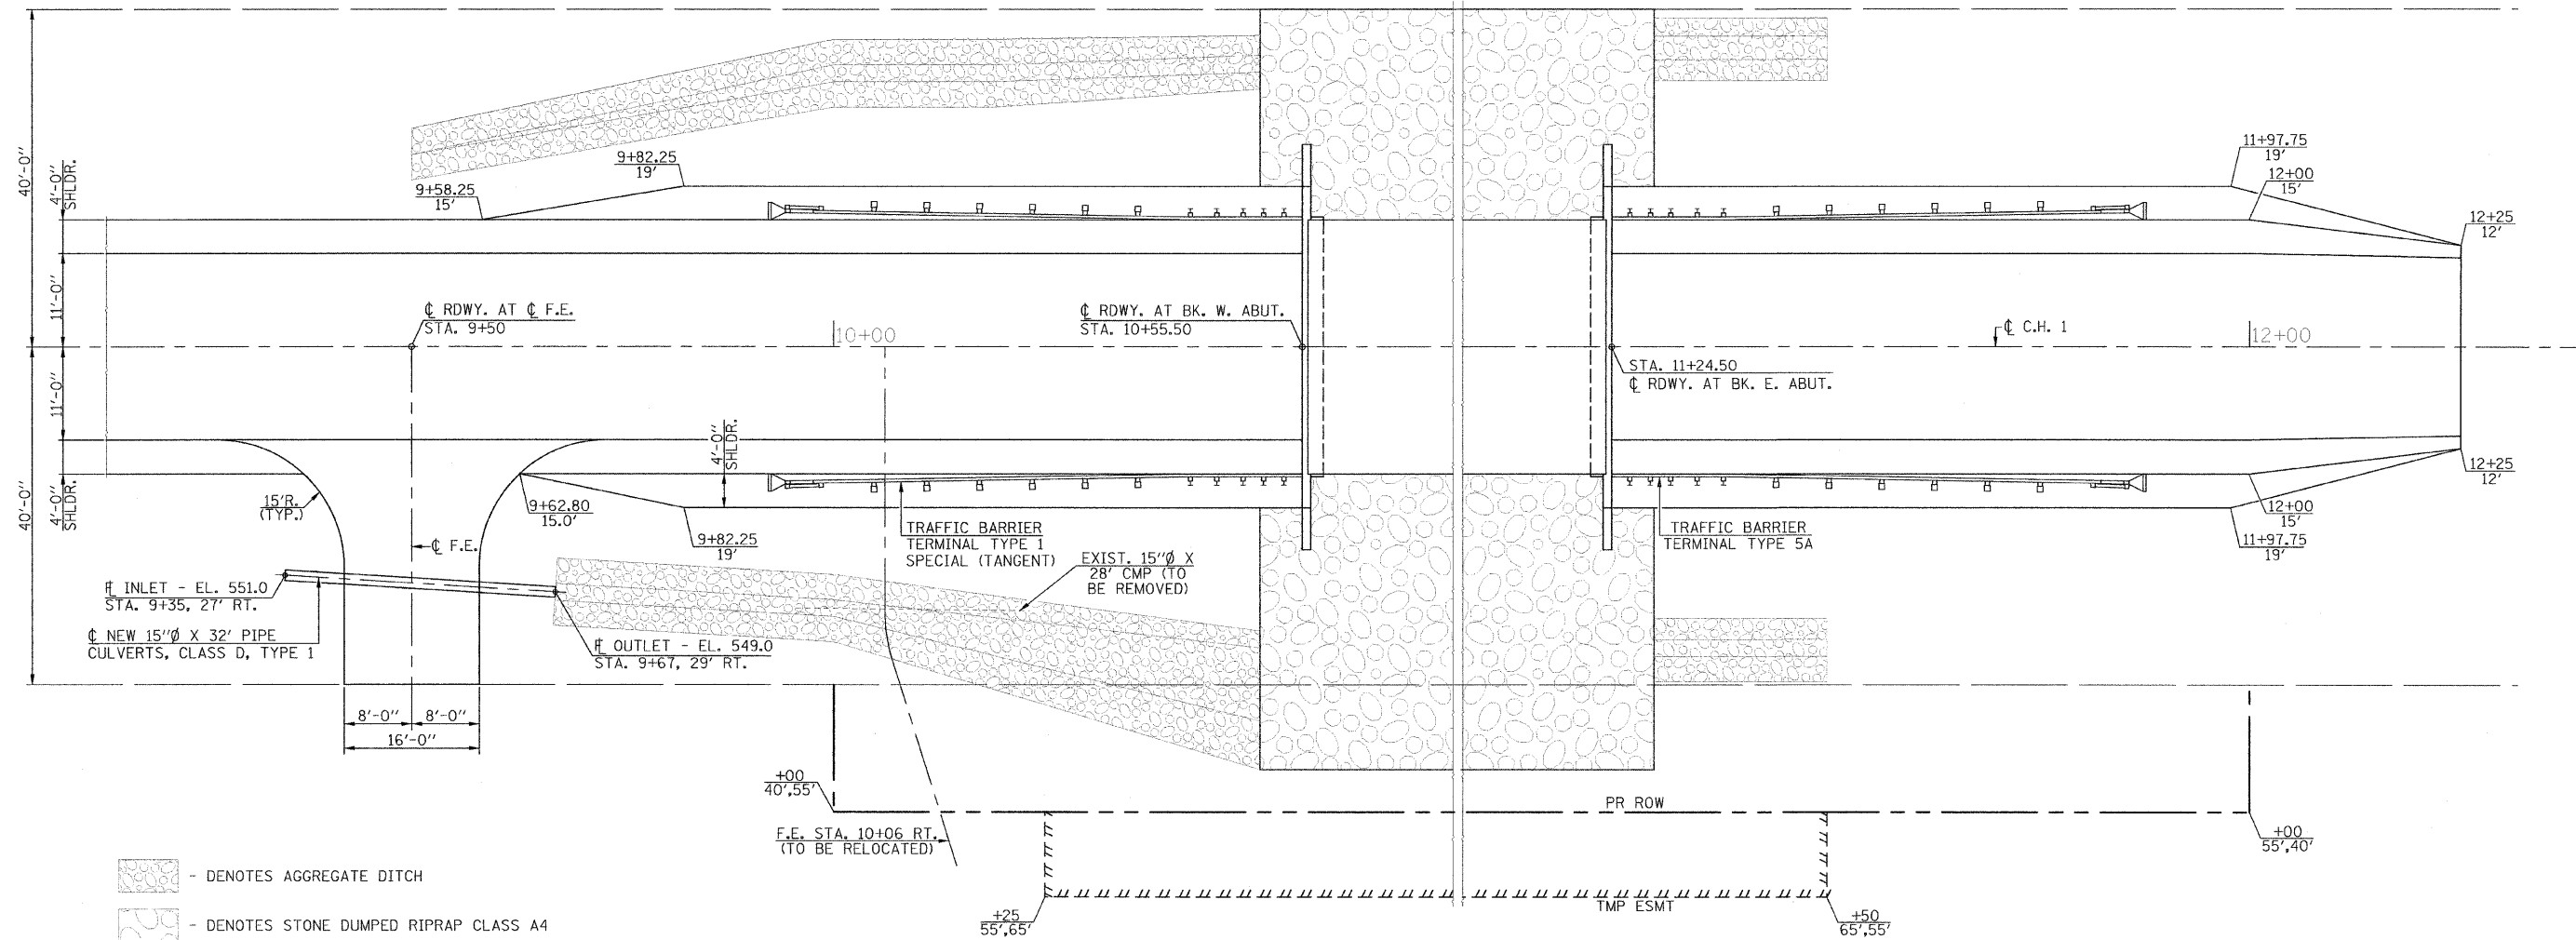 40'-0"
4'-0"
SHLDR.
11'-0"
11'-0"
4'-0"
SHLDR.
40'-0"
9+58.25
15'
9+82.25
19'
℄ RDWY. AT ℄ F.E.
STA. 9+50
10+00
℄ RDWY. AT BK. W. ABUT.
STA. 10+55.50
STA. 11+24.50
℄ RDWY. AT BK. E. ABUT.
℄ C.H. 1
12+00
11+97.75
19'
12+00
15'
12+25
12'
12+25
12'
12+00
15'
11+97.75
19'
15'R.
(TYP.)
℄ F.E.
9+62.80
15.0'
9+82.25
19'
4'-0"
SHLDR.
TRAFFIC BARRIER
TERMINAL TYPE 1
SPECIAL (TANGENT)
EXIST. 15"Ø X
28' CMP (TO
BE REMOVED)
TRAFFIC BARRIER
TERMINAL TYPE 5A
FL INLET - EL. 551.0
STA. 9+35, 27' RT.
℄ NEW 15"Ø X 32' PIPE
CULVERTS, CLASS D, TYPE 1
FL OUTLET - EL. 549.0
STA. 9+67, 29' RT.
8'-0"
8'-0"
16'-0"
+00
40',55'
F.E. STA. 10+06 RT.
(TO BE RELOCATED)
PR ROW
+00
55',40'
TMP ESMT
+25
55',65'
+50
65',55'
- DENOTES AGGREGATE DITCH
- DENOTES STONE DUMPED RIPRAP CLASS A4